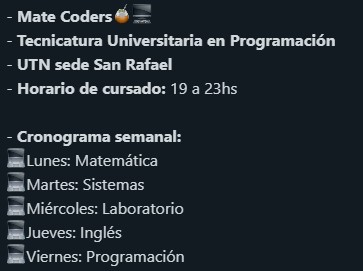 - Mate Coders🧉💻
- Tecnicatura Universitaria en Programación
- UTN sede San Rafael
- Horario de cursado: 19 a 23hs
- Cronograma semanal:
💻Lunes: Matemática
💻Martes: Sistemas
💻Miércoles: Laboratorio
💻Jueves: Inglés
💻Viernes: Programación